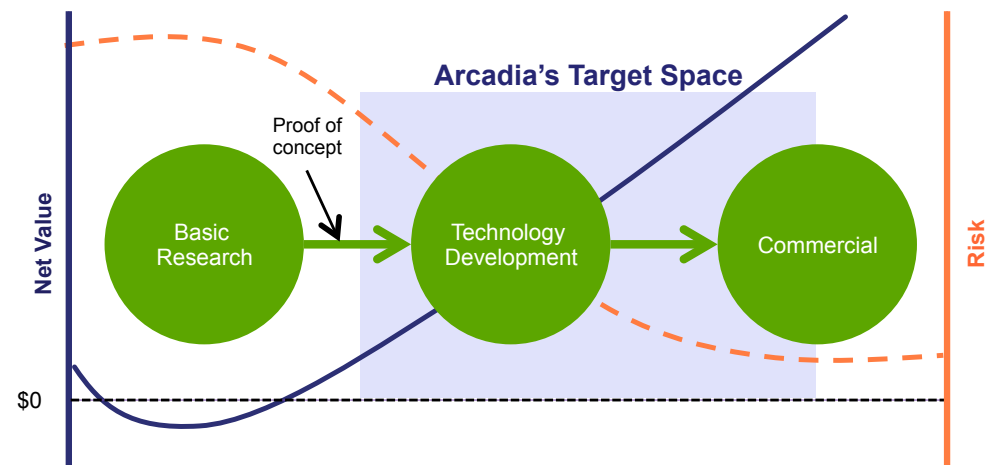 Arcadia's Target Space
Proof of
concept
Basic
Research
Technology
Development
Commercial
Net Value
Risk
$0